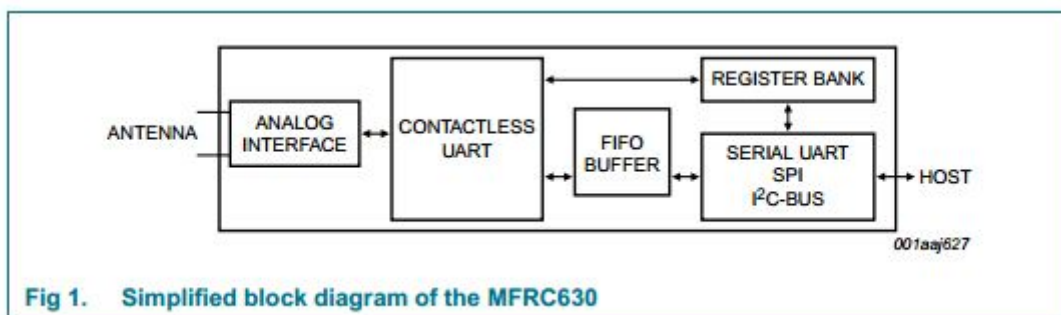 ANTENNA
ANALOG
INTERFACE
CONTACTLESS
UART
FIFO
BUFFER
REGISTER BANK
SERIAL UART
SPI
I²C-BUS
HOST
001aaj627
Fig 1. Simplified block diagram of the MFRC630